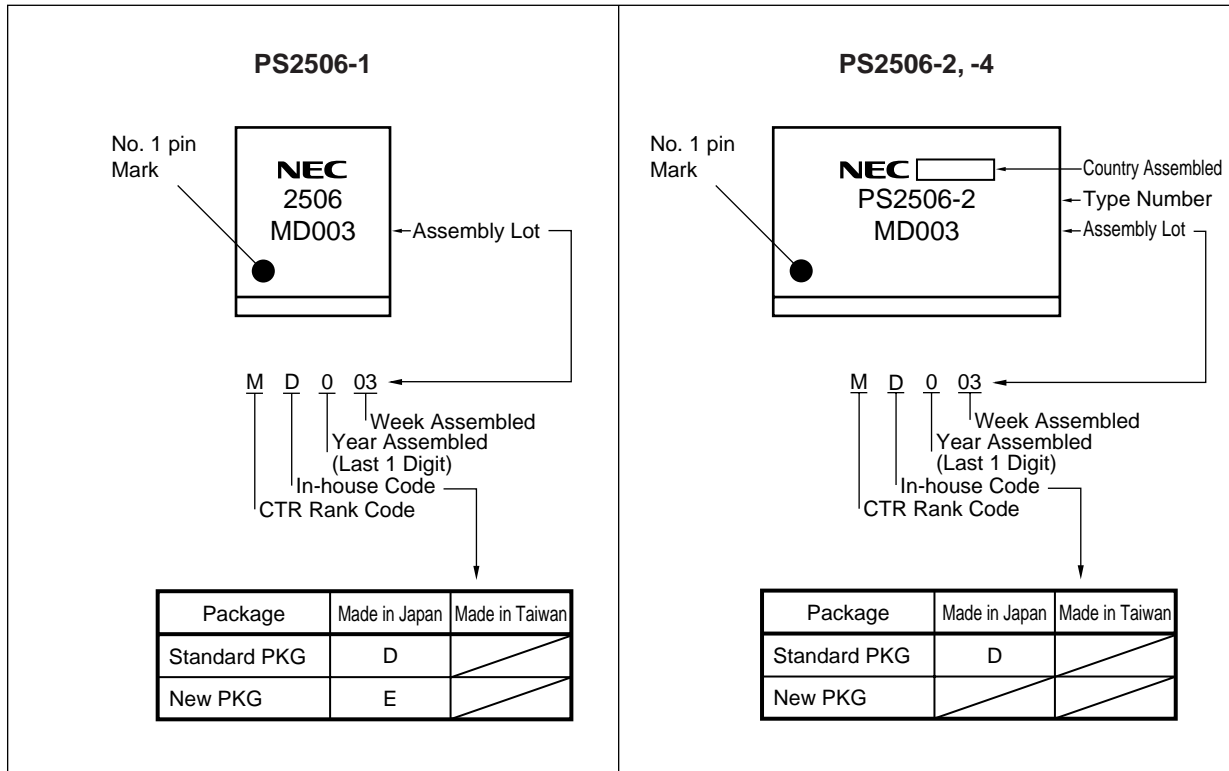 PS2506-1
No. 1 pin
Mark
NEC
2506
MD003
Assembly Lot
M D 0 03
Week Assembled
Year Assembled
(Last 1 Digit)
In-house Code
CTR Rank Code
Package Made in Japan Made in Taiwan
Standard PKG D
New PKG E
PS2506-2, -4
No. 1 pin
Mark
NEC
Country Assembled
PS2506-2
Type Number
MD003
Assembly Lot
M D 0 03
Week Assembled
Year Assembled
(Last 1 Digit)
In-house Code
CTR Rank Code
Package Made in Japan Made in Taiwan
Standard PKG D
New PKG